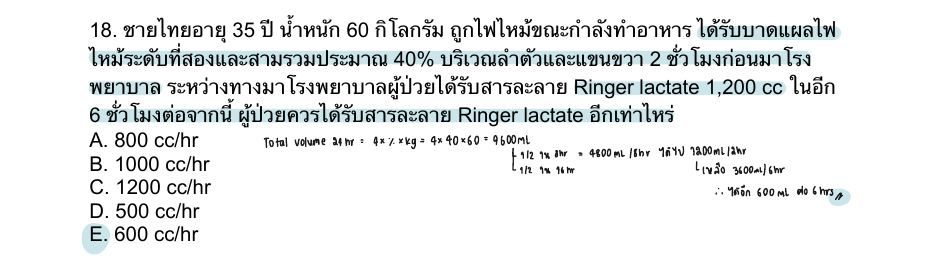 18. ชายไทยอายุ 35 ปี น้ำหนัก 60 กิโลกรัม ถูกไฟไหม้ขณะกำลังทำอาหาร ได้รับบาดแผลไฟ
ไหม้ระดับที่สองและสามรวมประมาณ 40% บริเวณลำตัวและแขนขวา 2 ชั่วโมงก่อนมาโรง
พยาบาล ระหว่างทางมาโรงพยาบาลผู้ป่วยได้รับสารละลาย Ringer lactate 1,200 cc ในอีก
6 ชั่วโมงต่อจากนี้ ผู้ป่วยควรได้รับสารละลาย Ringer lactate อีกเท่าไหร่
A. 800 cc/hr
Total volume 24 hr = 4 x % x kg = 4 x 40 x 60 = 9600 mL
B. 1000 cc/hr
1/2 ใน 8hr = 4800 mL /8hr ได้ไป 1200 mL /2hr
C. 1200 cc/hr
1/2 ใน 16 hr
เหลือ 3600 mL/6hr
D. 500 cc/hr
∴ ได้อีก 600 mL ต่อ 6 hrs
E. 600 cc/hr